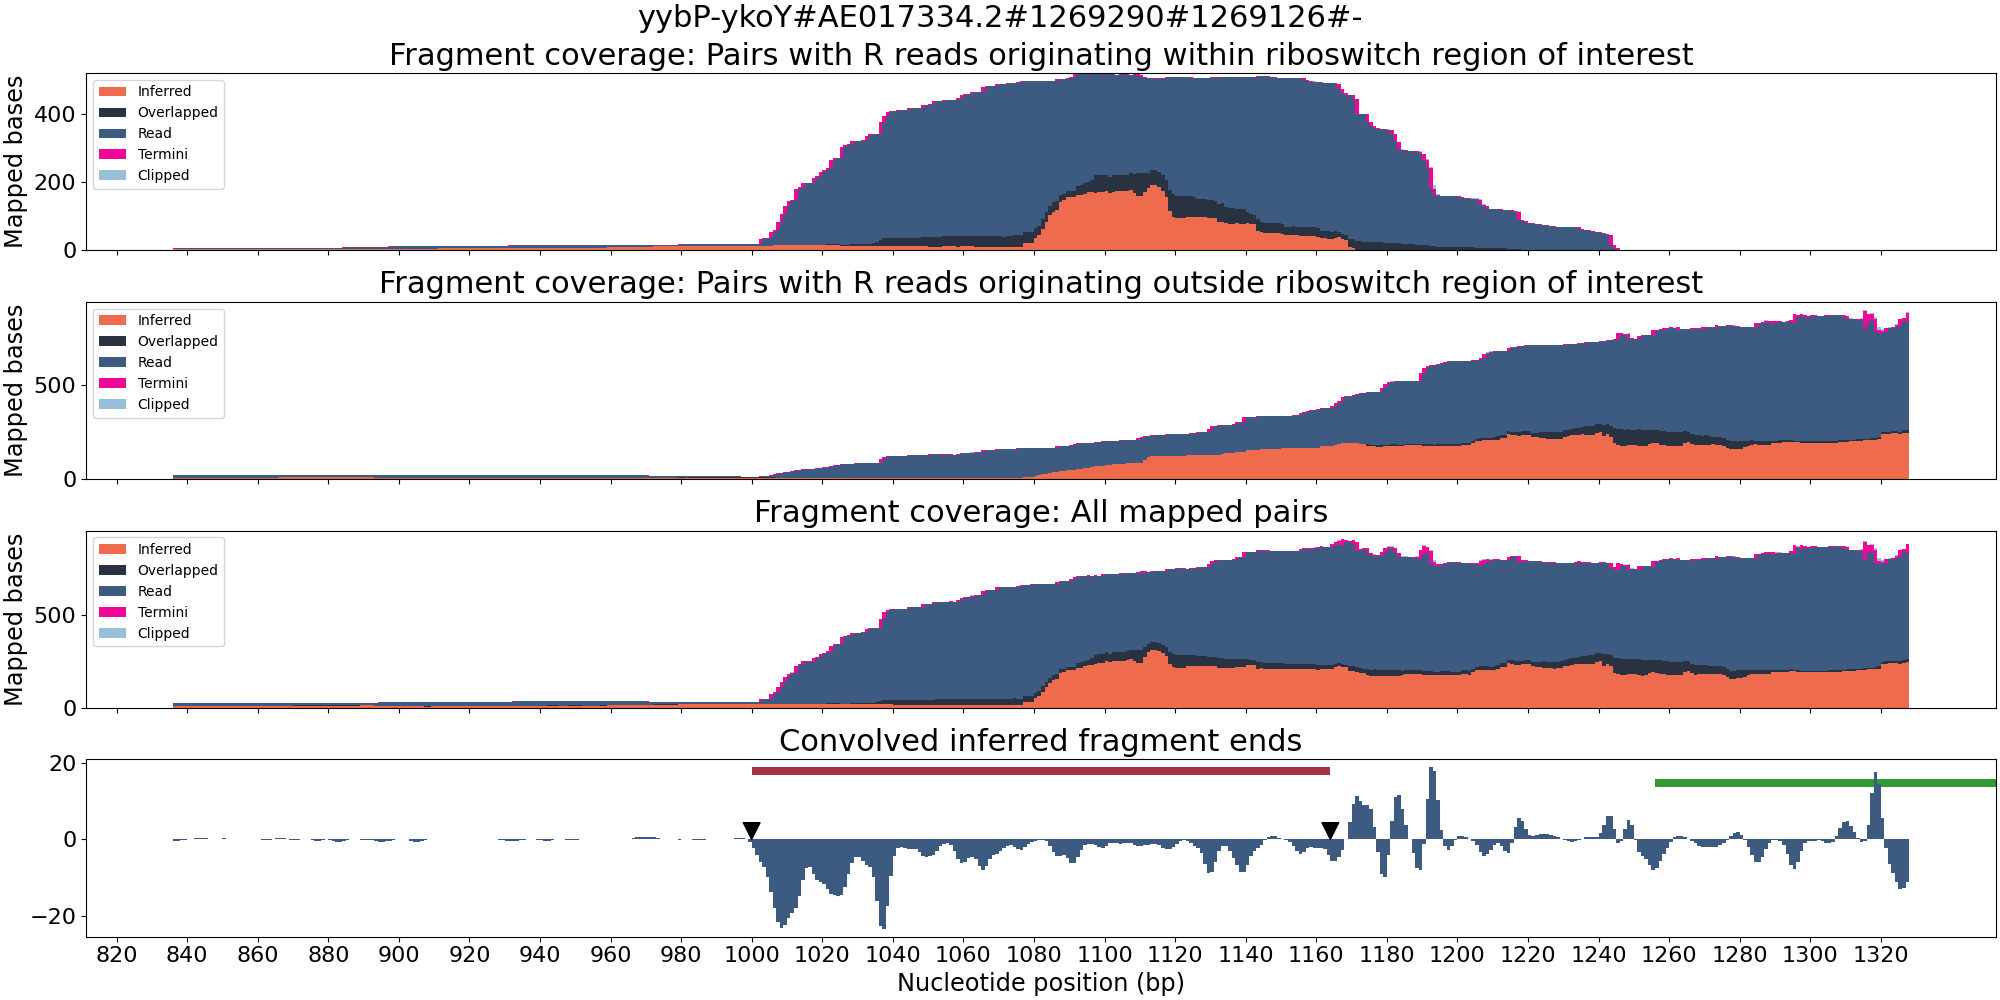 yybP-ykoY#AE017334.2#1269290#1269126#-
Fragment coverage: Pairs with R reads originating within riboswitch region of interest
Mapped bases
400
200
0
Inferred
Overlapped
Read
Termini
Clipped
Fragment coverage: Pairs with R reads originating outside riboswitch region of interest
Mapped bases
500
0
Inferred
Overlapped
Read
Termini
Clipped
Fragment coverage: All mapped pairs
Mapped bases
500
0
Inferred
Overlapped
Read
Termini
Clipped
Convolved inferred fragment ends
20
0
−20
820 840 860 880 900 920 940 960 980 1000 1020 1040 1060 1080 1100 1120 1140 1160 1180 1200 1220 1240 1260 1280 1300 1320
Nucleotide position (bp)